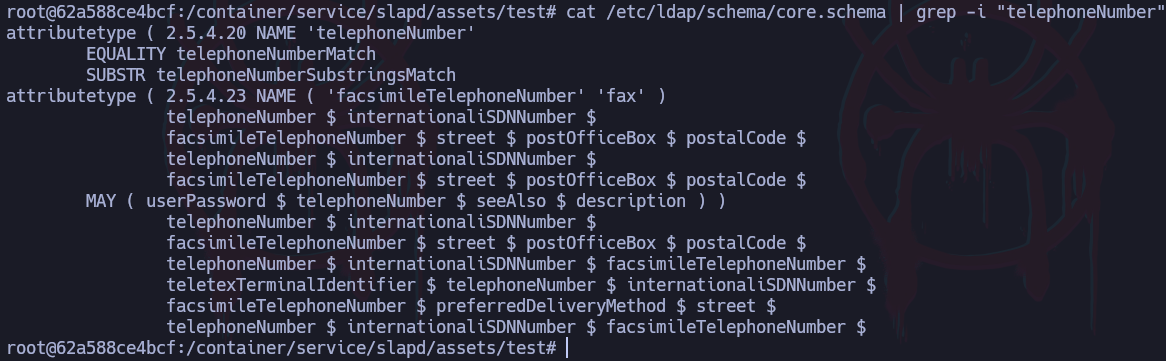 root@62a588ce4bcf:/container/service/slapd/assets/test# cat /etc/ldap/schema/core.schema | grep -i "telephoneNumber"
attributetype ( 2.5.4.20 NAME 'telephoneNumber'
        EQUALITY telephoneNumberMatch
        SUBSTR telephoneNumberSubstringsMatch
attributetype ( 2.5.4.23 NAME ( 'facsimileTelephoneNumber' 'fax' )
                telephoneNumber $ internationaliSDNNumber $
                facsimileTelephoneNumber $ street $ postOfficeBox $ postalCode $
                telephoneNumber $ internationaliSDNNumber $
                facsimileTelephoneNumber $ street $ postOfficeBox $ postalCode $
        MAY ( userPassword $ telephoneNumber $ seeAlso $ description ) )
                telephoneNumber $ internationaliSDNNumber $
                facsimileTelephoneNumber $ street $ postOfficeBox $ postalCode $
                telephoneNumber $ internationaliSDNNumber $ facsimileTelephoneNumber $
                teletexTerminalIdentifier $ telephoneNumber $ internationaliSDNNumber $
                facsimileTelephoneNumber $ preferredDeliveryMethod $ street $
                telephoneNumber $ internationaliSDNNumber $ facsimileTelephoneNumber $
root@62a588ce4bcf:/container/service/slapd/assets/test#